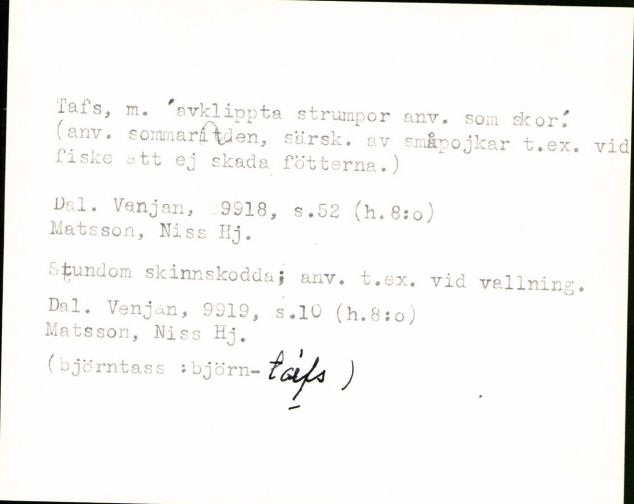 Tafs, m. 'avklippta strumpor anv. som skor.'
(anv. sommartiden, särsk. av småpojkar t.ex. vid
fiske att ej skada fötterna.)
Dal. Venjan, 9918, s.52 (h.8:o)
Matsson, Niss Hj.
Stundom skinnskodda; anv. t.ex. vid vallning.
Dal. Venjan, 9919, s.10 (h.8:o)
Matsson, Niss Hj.
(björntass :björn-
)